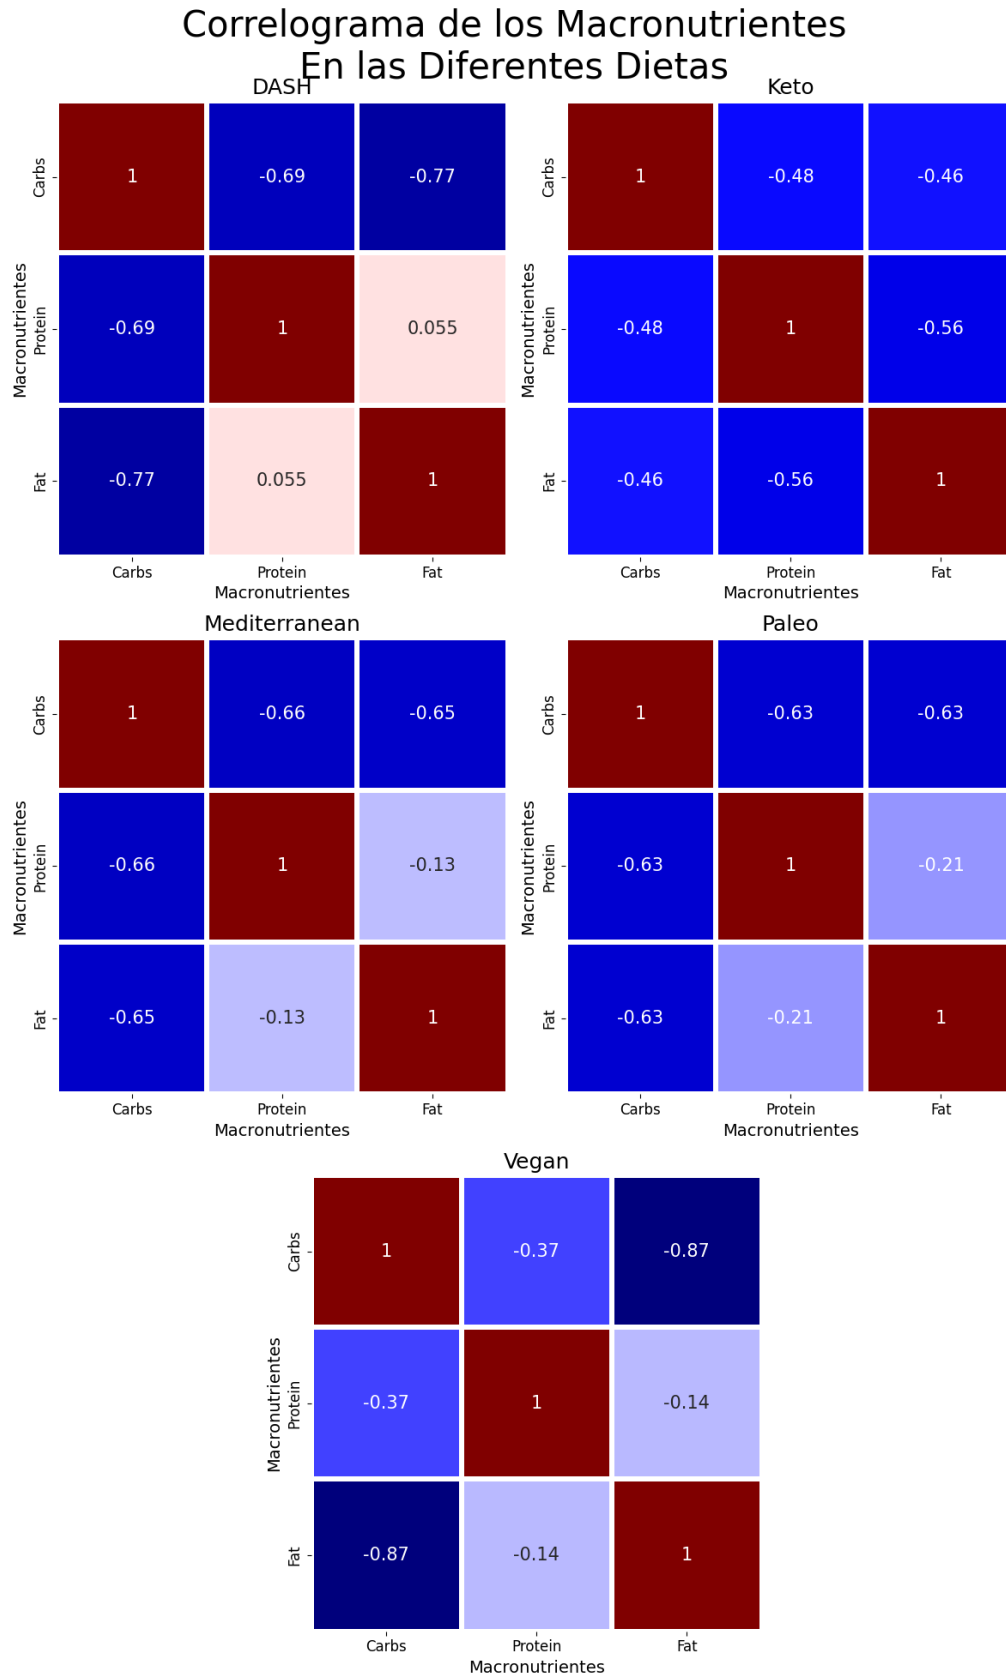 Correlograma de los Macronutrientes
En las Diferentes Dietas
DASH
Macronutrientes
Carbs
1
-0.69
-0.77
Protein
-0.69
1
0.055
Fat
-0.77
0.055
1
Carbs
Protein
Fat
Macronutrientes
Keto
Macronutrientes
Carbs
1
-0.48
-0.46
Protein
-0.48
1
-0.56
Fat
-0.46
-0.56
1
Carbs
Protein
Fat
Macronutrientes
Mediterranean
Macronutrientes
Carbs
1
-0.66
-0.65
Protein
-0.66
1
-0.13
Fat
-0.65
-0.13
1
Carbs
Protein
Fat
Macronutrientes
Paleo
Macronutrientes
Carbs
1
-0.63
-0.63
Protein
-0.63
1
-0.21
Fat
-0.63
-0.21
1
Carbs
Protein
Fat
Macronutrientes
Vegan
Macronutrientes
Carbs
1
-0.37
-0.87
Protein
-0.37
1
-0.14
Fat
-0.87
-0.14
1
Carbs
Protein
Fat
Macronutrientes